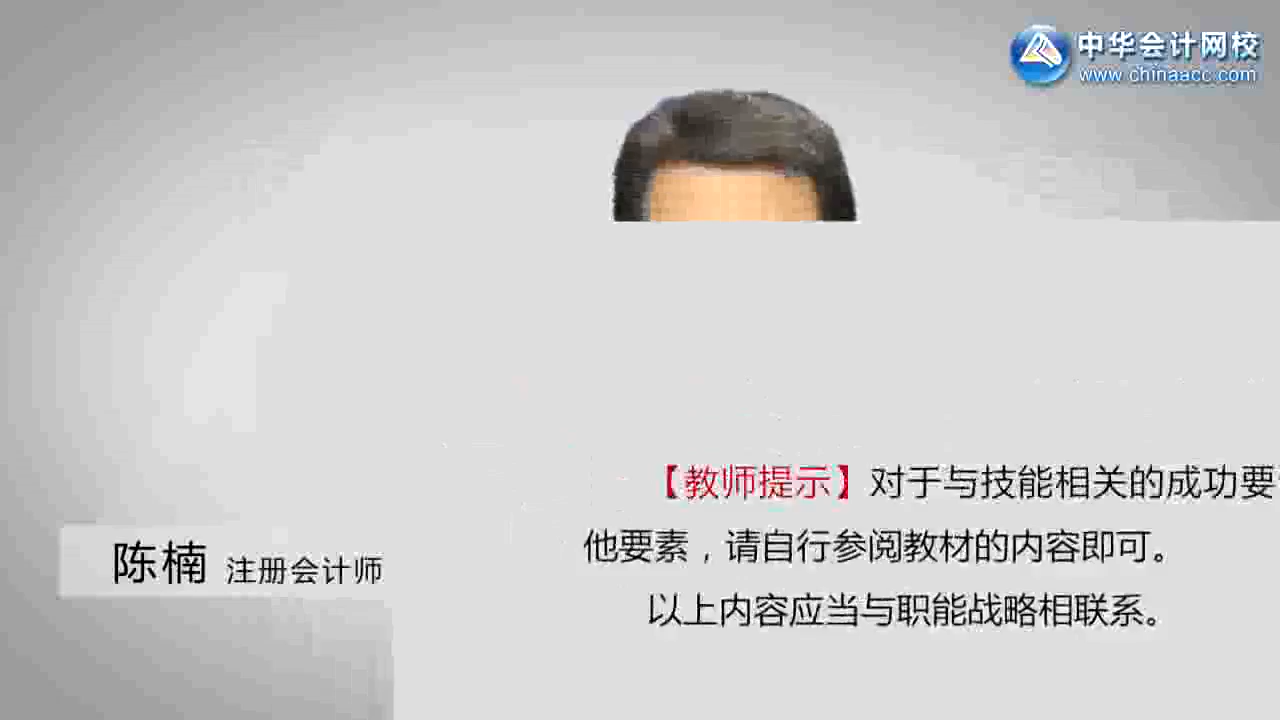 中华会计网校
www.chinaacc.com
【教师提示】对于与技能相关的成功要
他要素，请自行参阅教材的内容即可。
以上内容应当与职能战略相联系。
陈楠 注册会计师